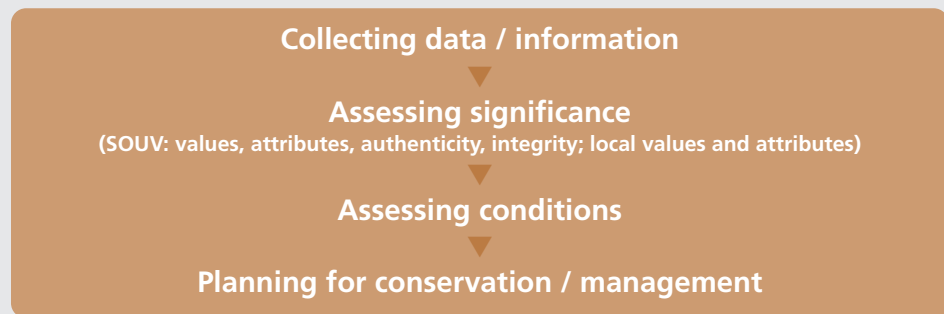 Collecting data / information
Assessing significance
(SOUV: values, attributes, authenticity, integrity; local values and attributes)
Assessing conditions
Planning for conservation / management